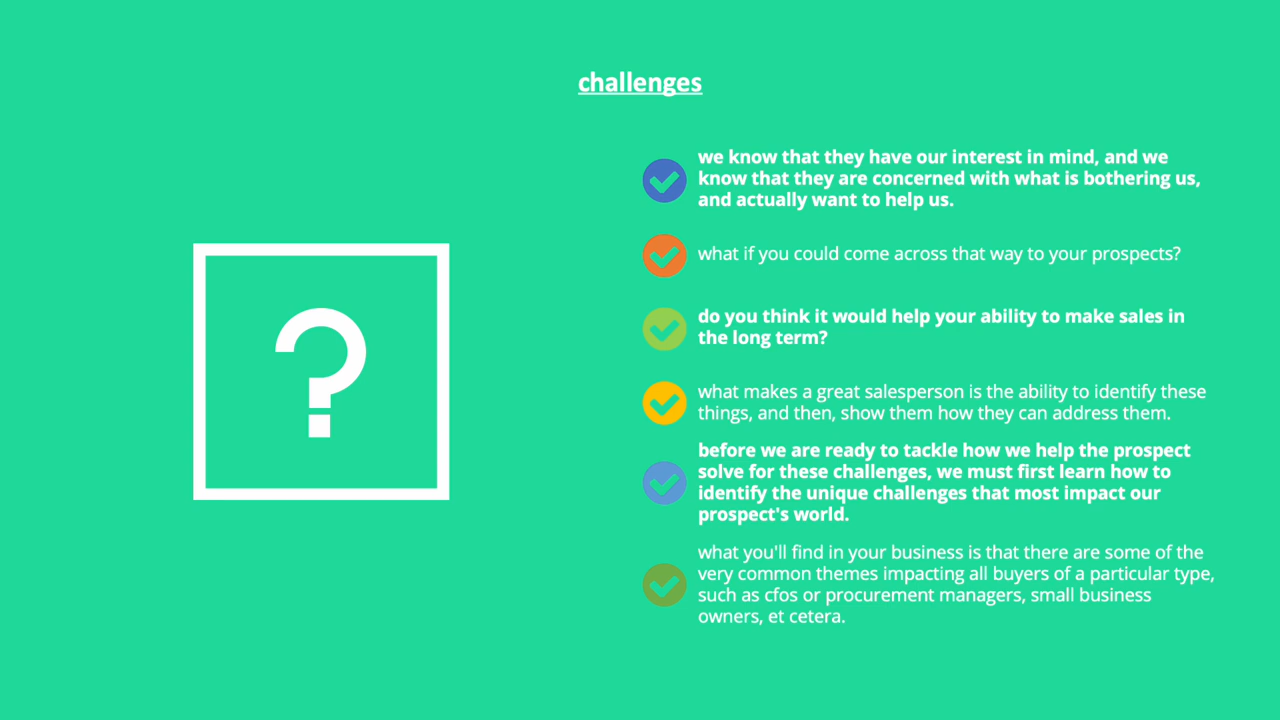 challenges
we know that they have our interest in mind, and we
know that they are concerned with what is bothering us,
and actually want to help us.
what if you could come across that way to your prospects?
do you think it would help your ability to make sales in
the long term?
what makes a great salesperson is the ability to identify these
things, and then, show them how they can address them.
before we are ready to tackle how we help the prospect
solve for these challenges, we must first learn how to
identify the unique challenges that most impact our
prospect's world.
what you'll find in your business is that there are some of the
very common themes impacting all buyers of a particular type,
such as cfos or procurement managers, small business
owners, et cetera.
?